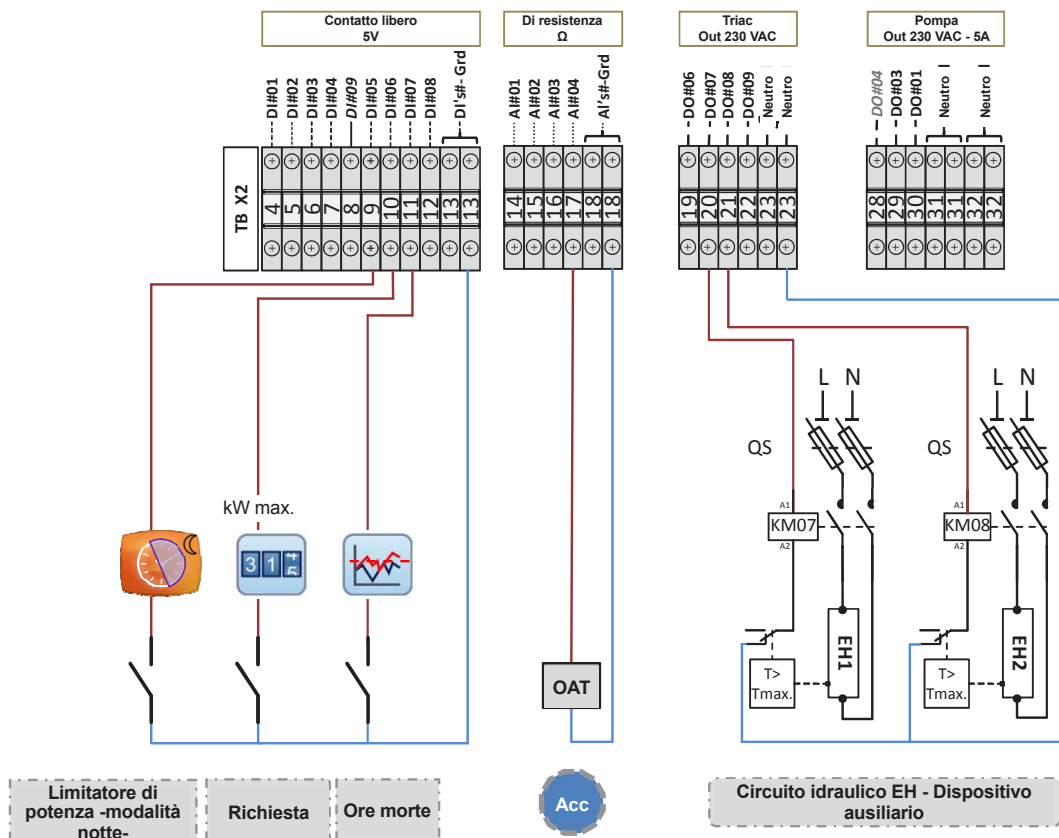 Contatto libero
5V
Di resistenza
Ω
Triac
Out 230 VAC
Pompa
Out 230 VAC - 5A
DI#01
DI#02
DI#03
DI#04
DI#09
DI#05
DI#06
DI#07
DI#08
DI's#- Grd
AI#01
AI#02
AI#03
AI#04
AI's#-Grd
DO#06
DO#07
DO#08
DO#09
Neutro
Neutro
DO#04
DO#03
DO#01
Neutro
Neutro
TB X2
4 5 6 7 8 9 10 11 12 13 13
14 15 16 17 18 18
19 20 21 22 23 23
28 29 30 31 31 32 32
L N
L N
QS
QS
kW max.
A1
KM07
A2
A1
KM08
A2
3 1
EH1
EH2
T>
Tmax.
T>
Tmax.
OAT
Limitatore di
potenza -modalità
notte-
Richiesta
Ore morte
Acc
Circuito idraulico EH - Dispositivo
ausiliario